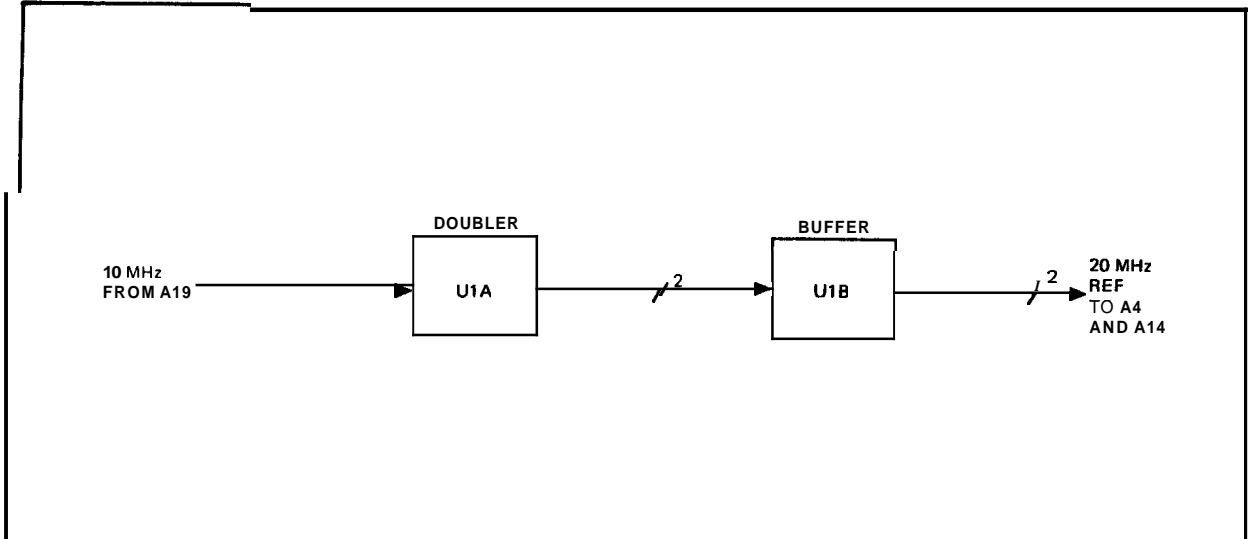 DOUBLER
BUFFER
10 MHz
FROM A19
U1A
2
U1B
2
20 MHz
REF
TO A4
AND A14